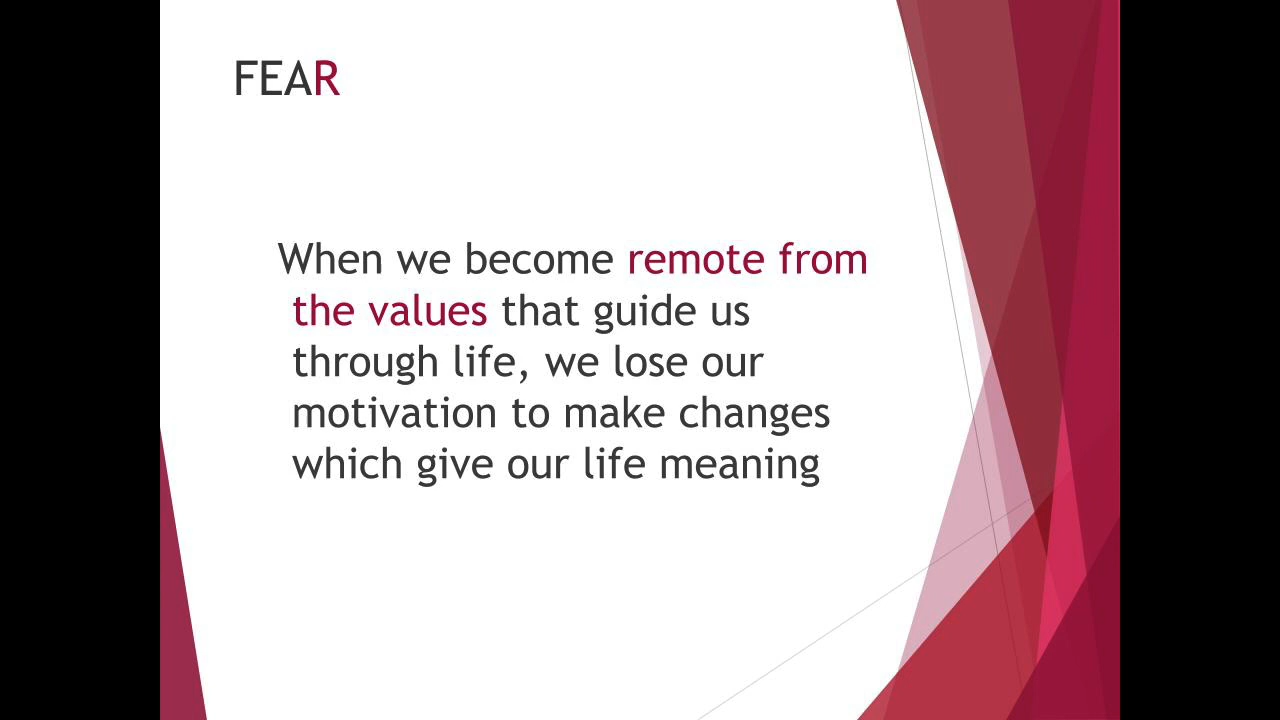 FEAR
When we become remote from
the values that guide us
through life, we lose our
motivation to make changes
which give our life meaning